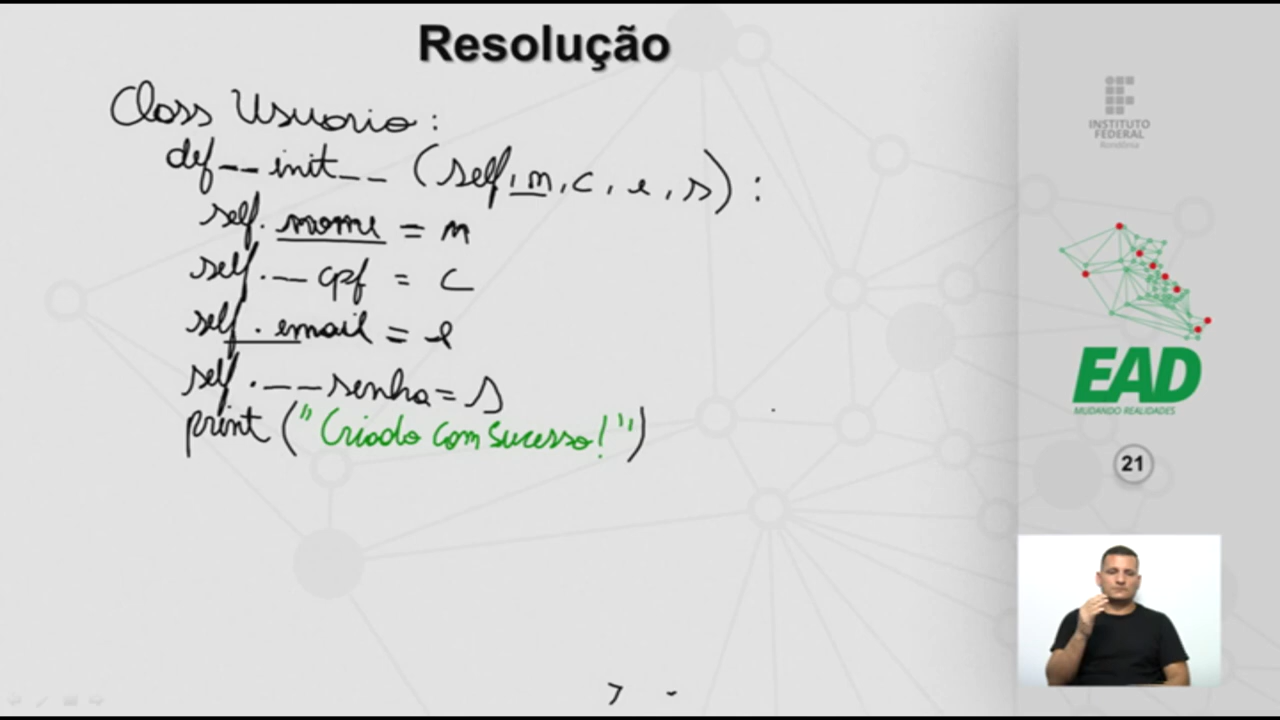 Resolução
Class Usuario:
def __init__ (self, n, c, e, s):
self. nome = n
self.__cpf = c
self. email = e
self.__senha = s
print ("Criado com Sucesso!")
INSTITUTO
FEDERAL
Rondônia
EAD
MUDANDO REALIDADES
21